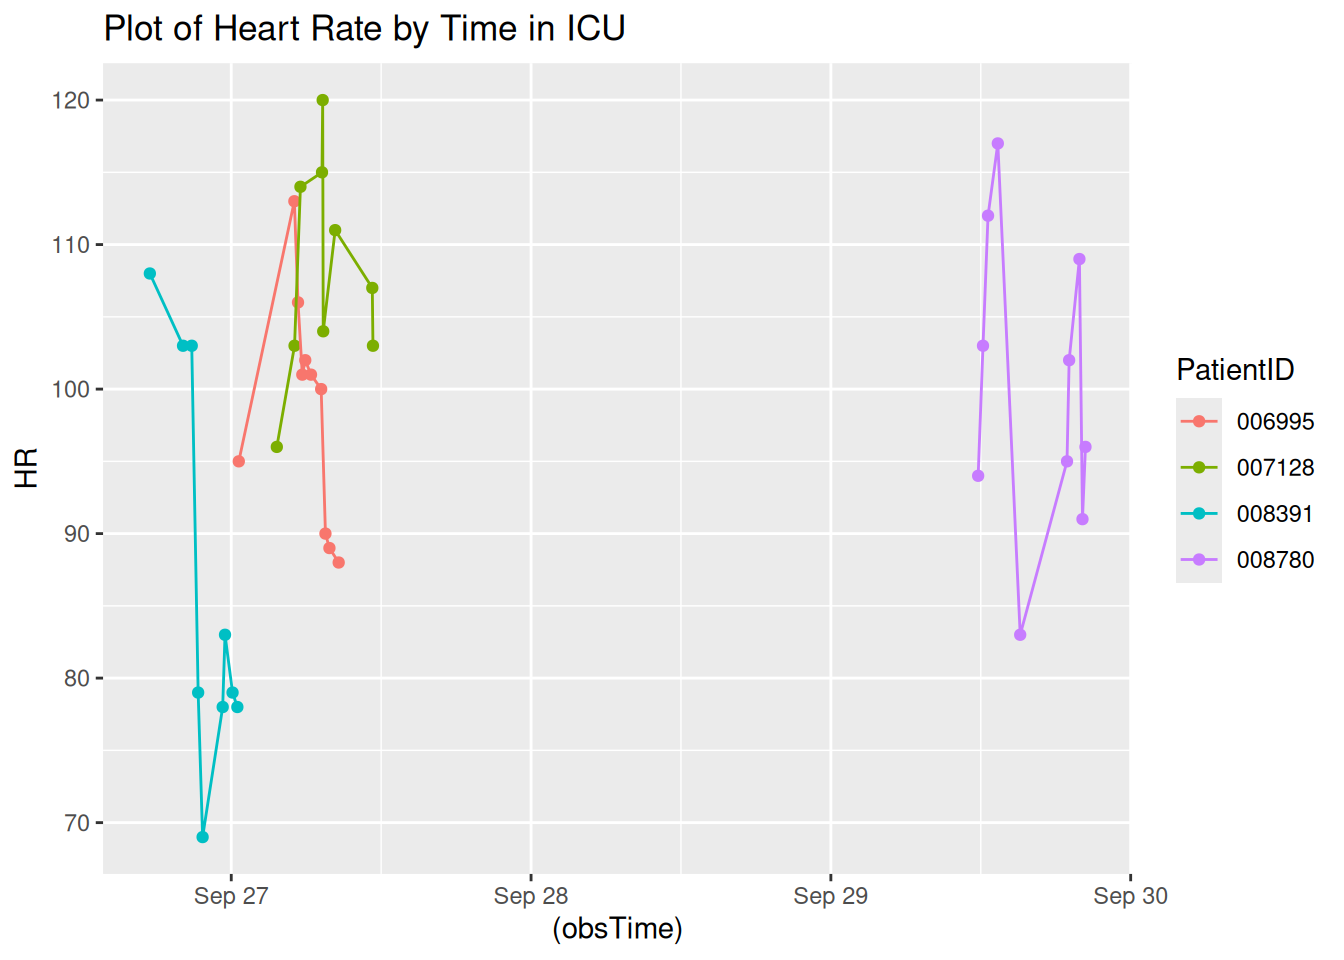 Plot of Heart Rate by Time in ICU
120
110
100
90
80
70
HR
Sep 27 Sep 28 Sep 29 Sep 30
(obsTime)
PatientID
006995
007128
008391
008780